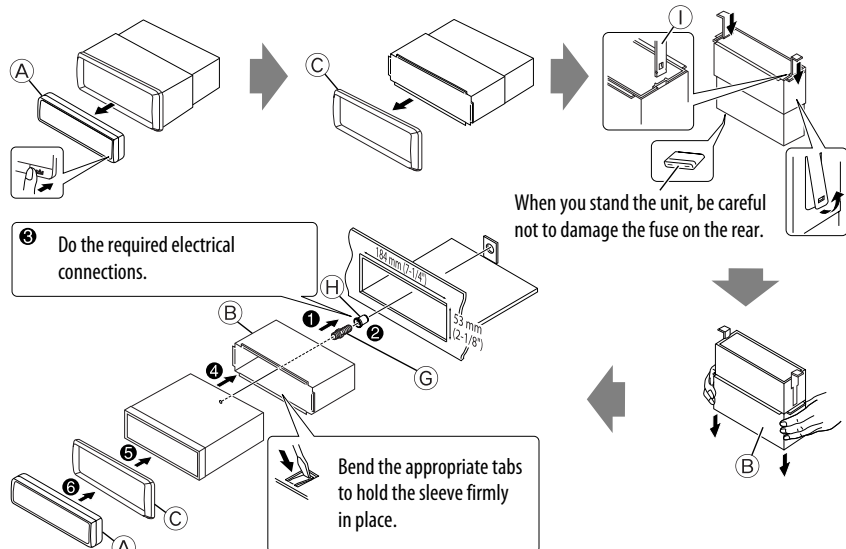 A
C
I
When you stand the unit, be careful
not to damage the fuse on the rear.
❸ Do the required electrical
connections.
184 mm (7-1/4")
53 mm
(2-1/8")
H
❶
❷
B
G
❹
❺
❻
C
A
Bend the appropriate tabs
to hold the sleeve firmly
in place.
B